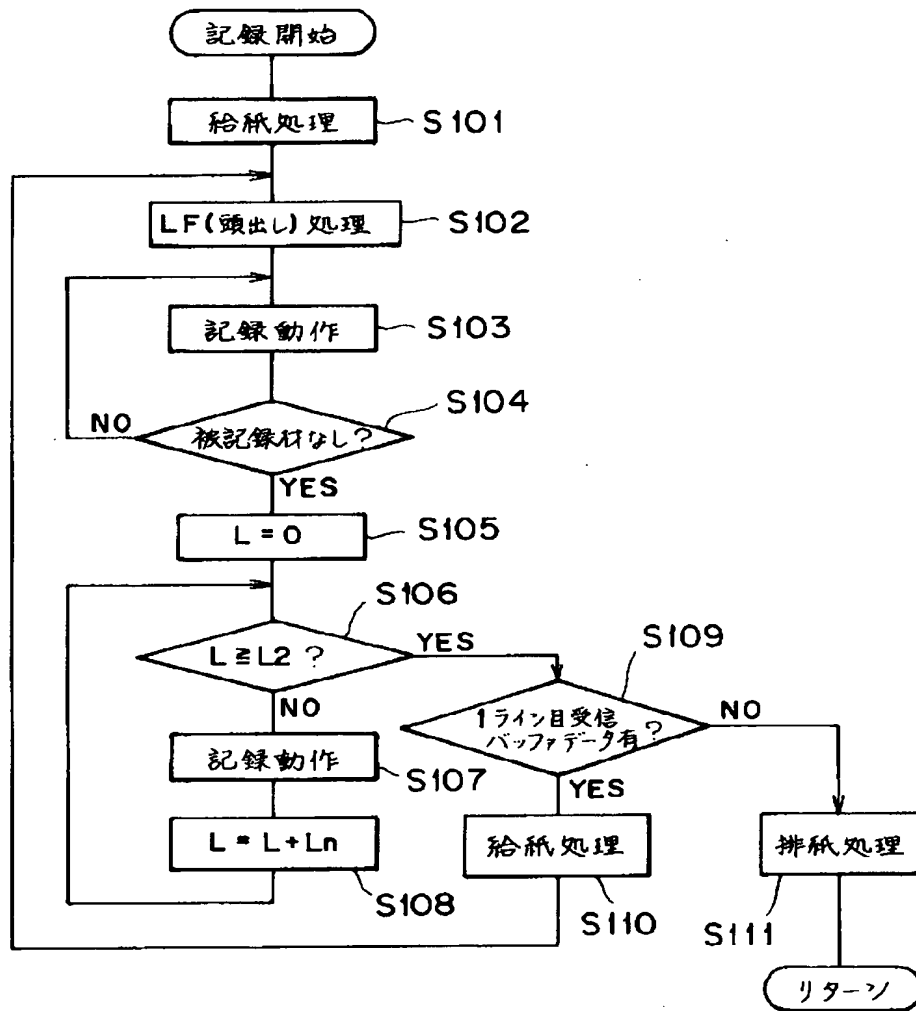 記録開始
給紙処理
S101
LF(頭出し)処理
S102
記録動作
S103
S104
NO
被記録材なし?
YES
L=0
S105
S106
L≧L2 ?
YES
NO
S109
1ライン目受信
バッファデータ有?
NO
YES
記録動作
S107
L=L+Ln
S108
給紙処理
S110
排紙処理
S111
リターン